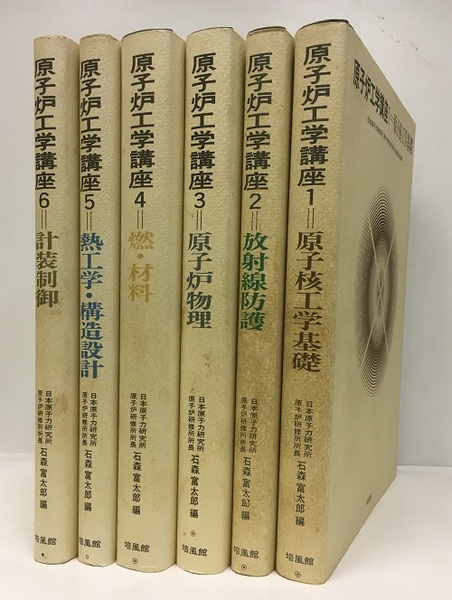 原子炉工学講座6=計装制御
日本原子力研究所
原子炉研修所所長
石森富太郎編
培風館
原子炉工学講座5=熱工学・構造設計
日本原子力研究所
原子炉研修所所長
石森富太郎編
培風館
原子炉工学講座4=燃・材料
日本原子力研究所
原子炉研修所所長
石森富太郎編
培風館
原子炉工学講座3=原子炉物理
日本原子力研究所
原子炉研修所所長
石森富太郎編
培風館
原子炉工学講座2=放射線防護
日本原子力研究所
原子炉研修所所長
石森富太郎編
培風館
原子炉工学講座1=原子核工学基礎
日本原子力研究所
原子炉研修所所長
石森富太郎編
培風館
原子炉工学講座1